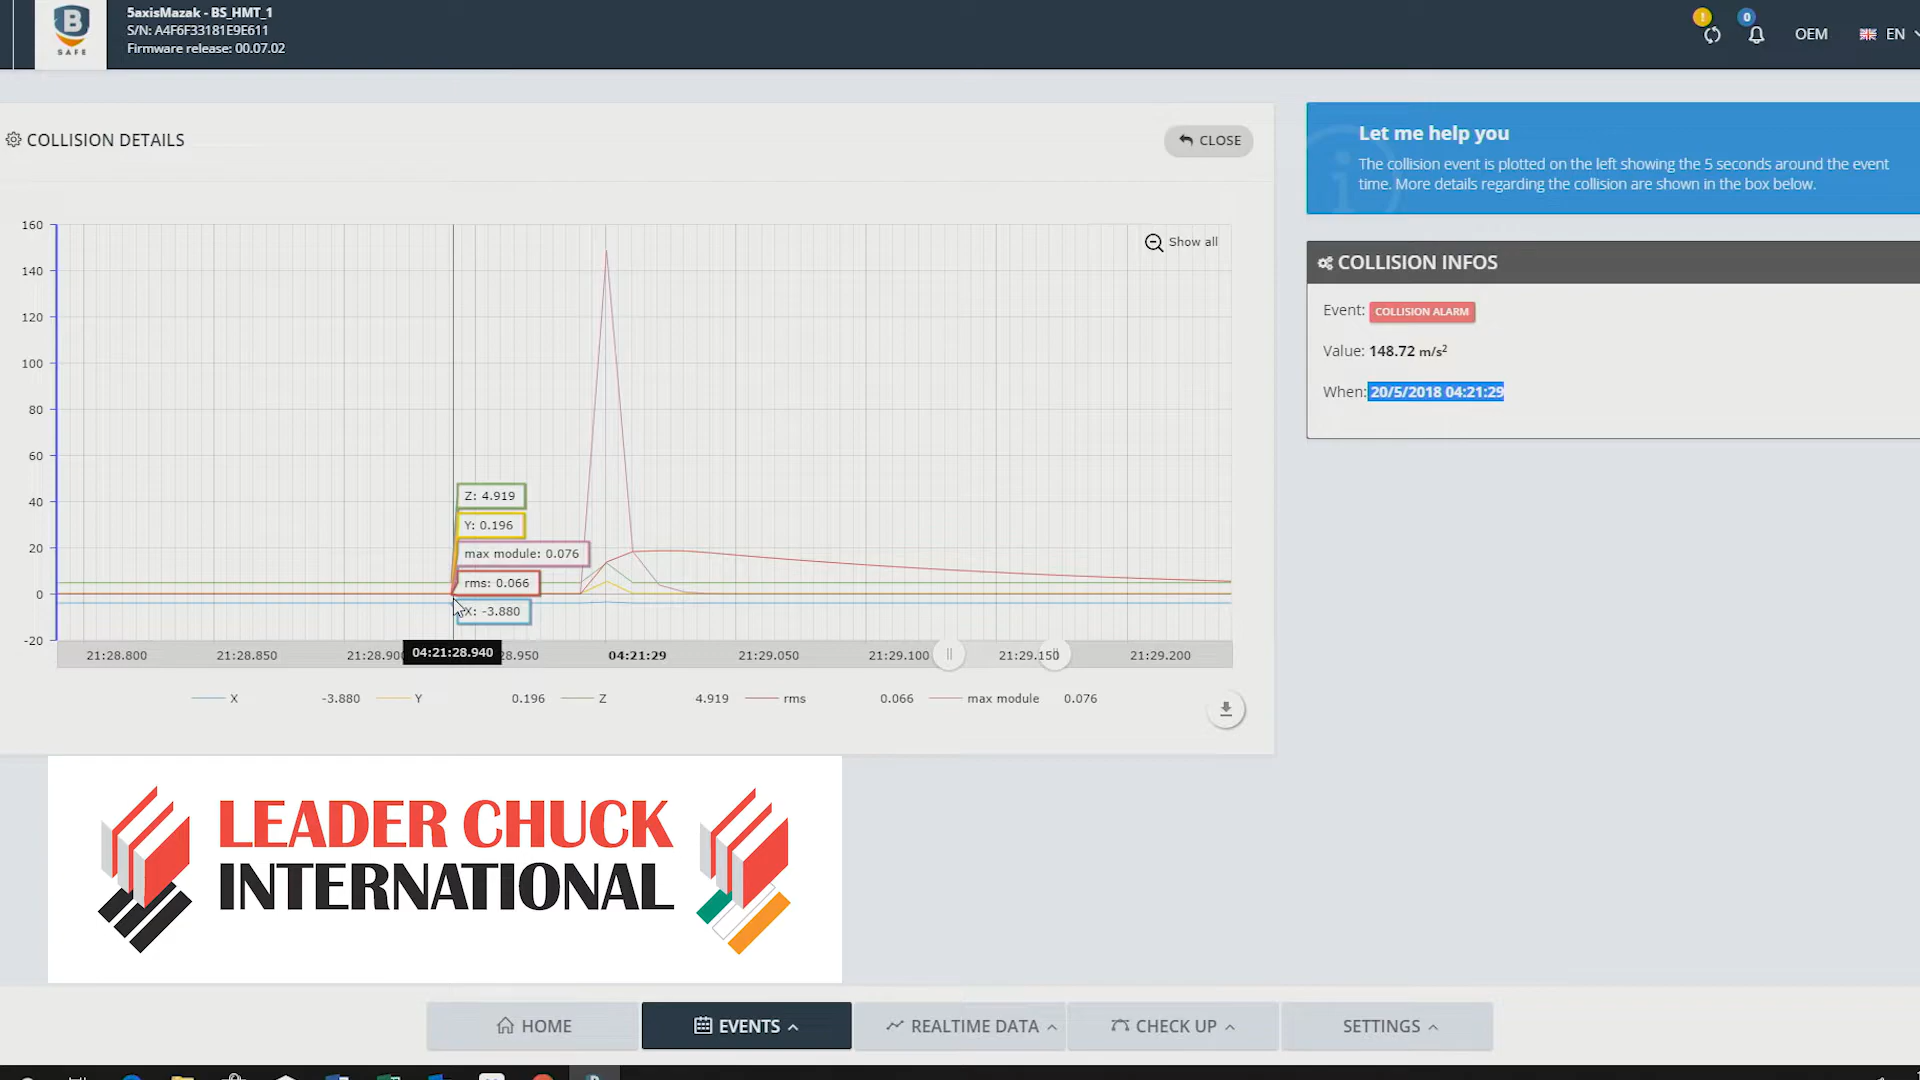 B
SAFE
5axisMazak - BS_HMT_1
S/N: A4F6F33181E9E611
Firmware release: 00.07.02
!
0
OEM
EN
COLLISION DETAILS
CLOSE
Let me help you
The collision event is plotted on the left showing the 5 seconds around the event
time. More details regarding the collision are shown in the box below.
COLLISION INFOS
Event: COLLISION ALARM
Value: 148.72 m/s²
When: 20/5/2018 04:21:29
Show all
160
140
120
100
80
60
40
20
0
-20
Z: 4.919
Y: 0.196
max module: 0.076
rms: 0.066
X: -3.880
21:28.800
21:28.850
21:28.900
04:21:28.940
8.950
04:21:29
21:29.050
21:29.100
21:29.150
21:29.200
X -3.880 Y 0.196 Z 4.919 rms 0.066 max module 0.076
LEADER CHUCK
INTERNATIONAL
HOME
EVENTS
REALTIME DATA
CHECK UP
SETTINGS